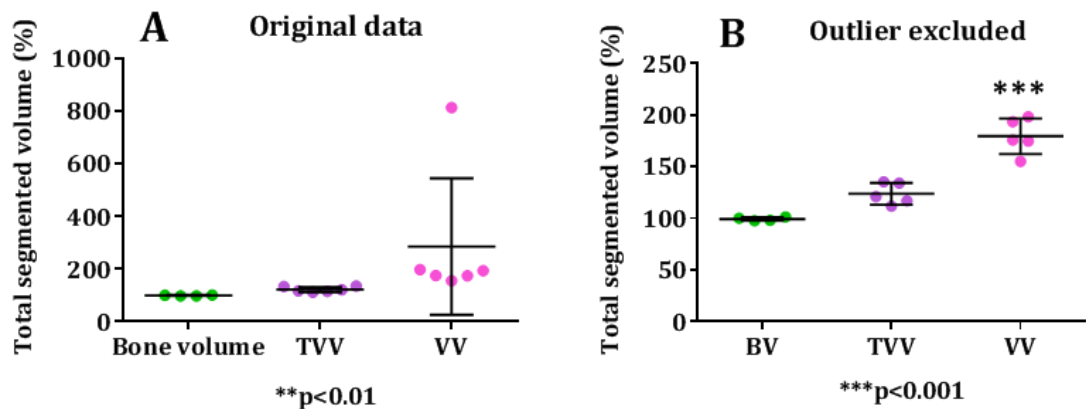 A Original data
Total segmented volume (%)
1000
800
600
400
200
0
Bone volume TVV VV
**p<0.01
B Outlier excluded
Total segmented volume (%)
250
200
150
100
50
0
***
BV TVV VV
***p<0.001